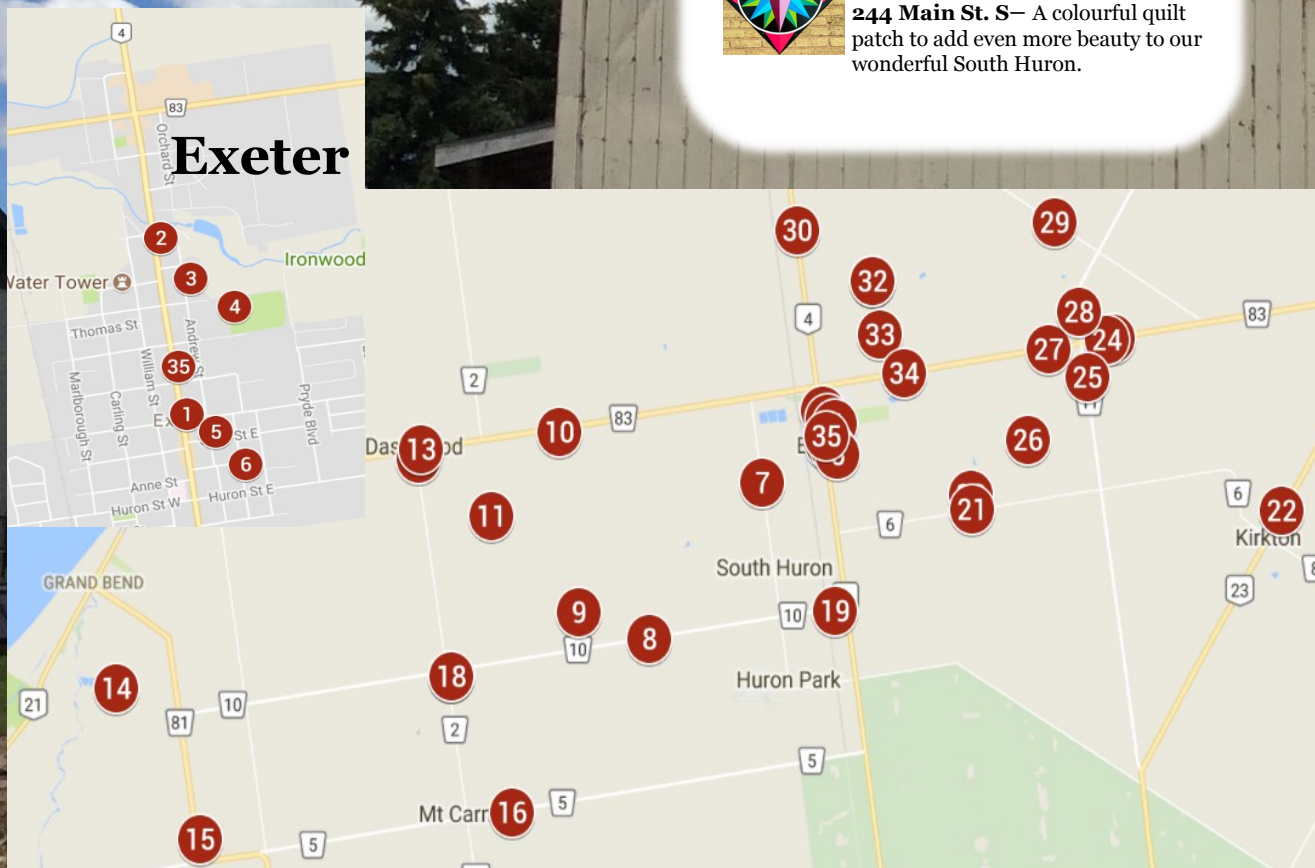 244 Main St. S— A colourful quilt
patch to add even more beauty to our
wonderful South Huron.
4
83
Orchard St
Exeter
2
3
Ironwood
Water Tower
4
Thomas St
Andrew St
35
William St
Marlborough St
Carling St
Pryde Blvd
1
5
St E
6
Anne St
Huron St W
Huron St E
30
29
32
4
28
83
33
24
27
34
25
2
10
83
13
35
26
7
11
21
6
22
6
Kirkton
GRAND BEND
South Huron
23
9
10
19
8
10
18
Huron Park
14
21
10
81
2
5
Mt Carr
16
5
15
5